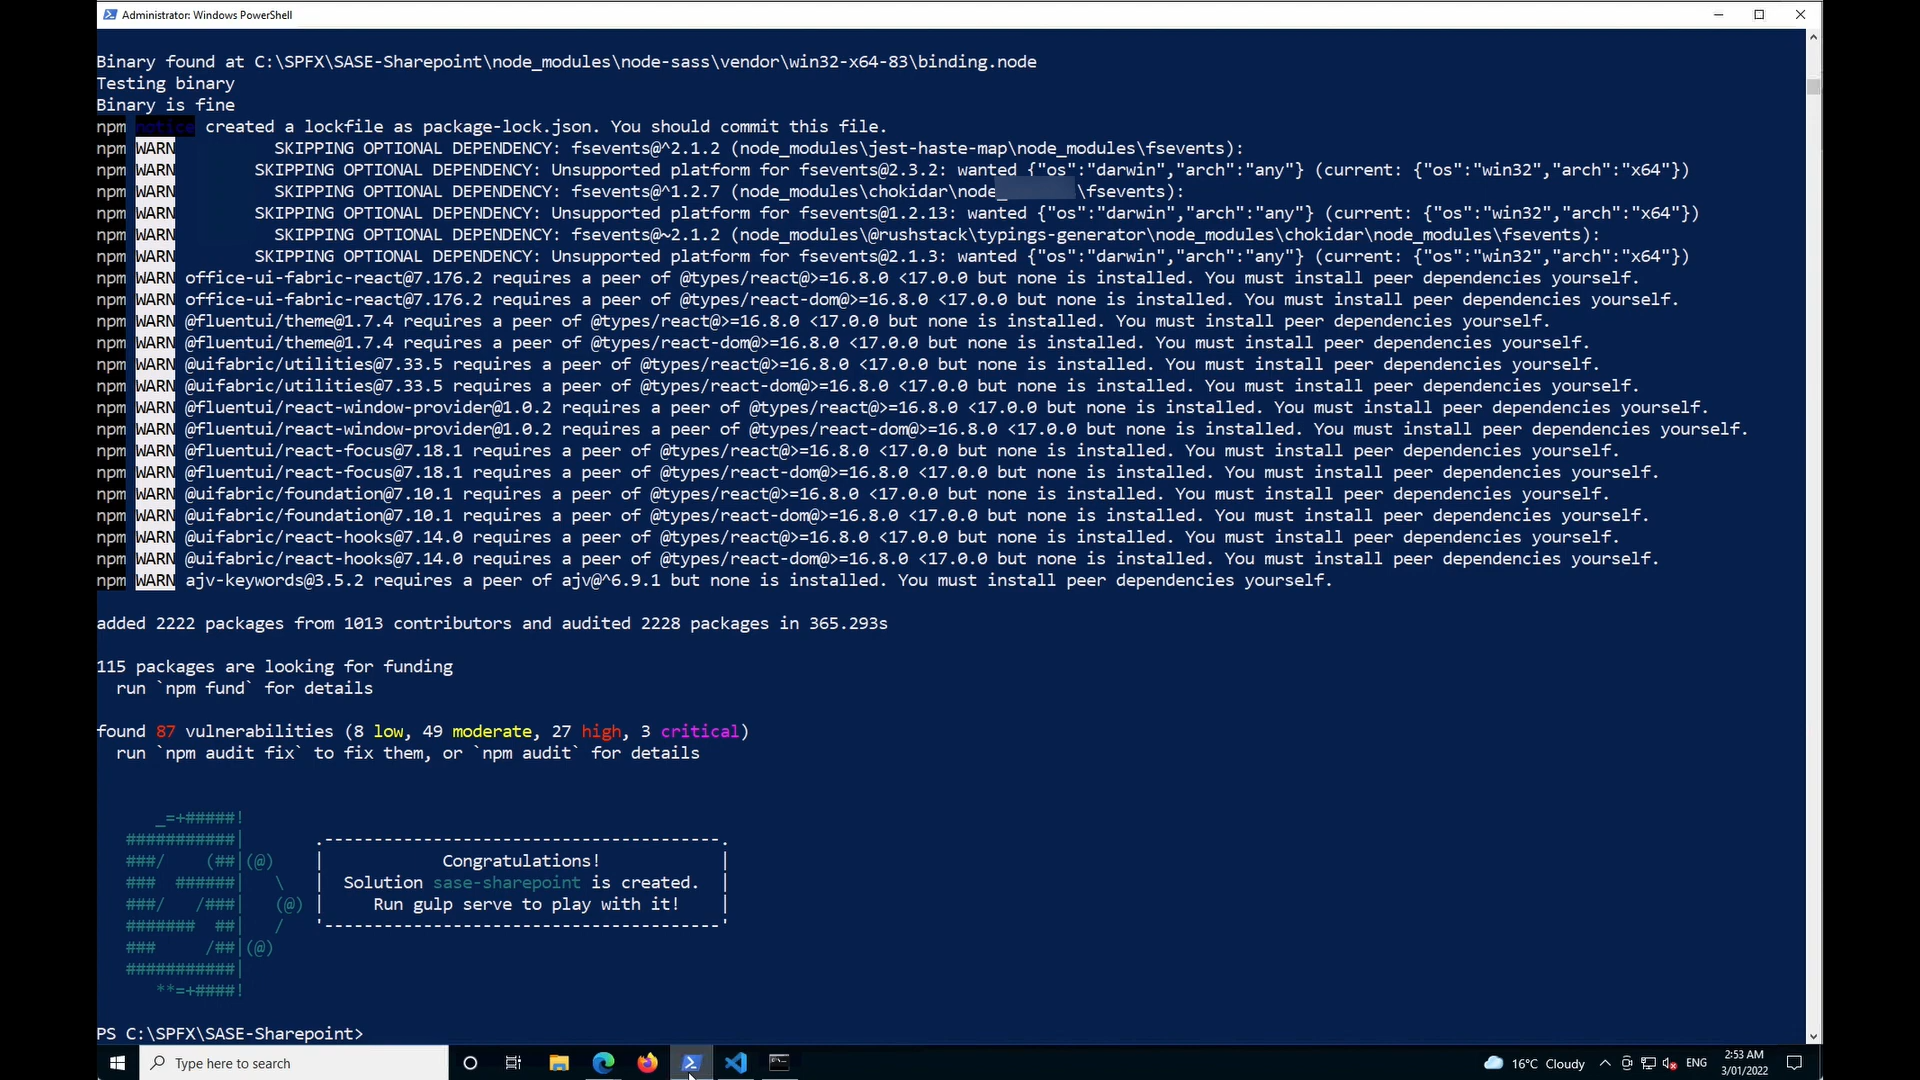 Administrator: Windows PowerShell
Binary found at C:\SPFX\SASE-Sharepoint\node_modules\node-sass\vendor\win32-x64-83\binding.node
Testing binary
Binary is fine
npm notice created a lockfile as package-lock.json. You should commit this file.
npm WARN SKIPPING OPTIONAL DEPENDENCY: fsevents@^2.1.2 (node_modules\jest-haste-map\node_modules\fsevents):
npm WARN SKIPPING OPTIONAL DEPENDENCY: Unsupported platform for fsevents@2.3.2: wanted {"os":"darwin","arch":"any"} (current: {"os":"win32","arch":"x64"})
npm WARN SKIPPING OPTIONAL DEPENDENCY: fsevents@^1.2.7 (node_modules\chokidar\node_ \fsevents):
npm WARN SKIPPING OPTIONAL DEPENDENCY: Unsupported platform for fsevents@1.2.13: wanted {"os":"darwin","arch":"any"} (current: {"os":"win32","arch":"x64"})
npm WARN SKIPPING OPTIONAL DEPENDENCY: fsevents@~2.1.2 (node_modules\@rushstack\typings-generator\node_modules\chokidar\node_modules\fsevents):
npm WARN SKIPPING OPTIONAL DEPENDENCY: Unsupported platform for fsevents@2.1.3: wanted {"os":"darwin","arch":"any"} (current: {"os":"win32","arch":"x64"})
npm WARN office-ui-fabric-react@7.176.2 requires a peer of @types/react@>=16.8.0 <17.0.0 but none is installed. You must install peer dependencies yourself.
npm WARN office-ui-fabric-react@7.176.2 requires a peer of @types/react-dom@>=16.8.0 <17.0.0 but none is installed. You must install peer dependencies yourself.
npm WARN @fluentui/theme@1.7.4 requires a peer of @types/react@>=16.8.0 <17.0.0 but none is installed. You must install peer dependencies yourself.
npm WARN @fluentui/theme@1.7.4 requires a peer of @types/react-dom@>=16.8.0 <17.0.0 but none is installed. You must install peer dependencies yourself.
npm WARN @uifabric/utilities@7.33.5 requires a peer of @types/react@>=16.8.0 <17.0.0 but none is installed. You must install peer dependencies yourself.
npm WARN @uifabric/utilities@7.33.5 requires a peer of @types/react-dom@>=16.8.0 <17.0.0 but none is installed. You must install peer dependencies yourself.
npm WARN @fluentui/react-window-provider@1.0.2 requires a peer of @types/react@>=16.8.0 <17.0.0 but none is installed. You must install peer dependencies yourself.
npm WARN @fluentui/react-window-provider@1.0.2 requires a peer of @types/react-dom@>=16.8.0 <17.0.0 but none is installed. You must install peer dependencies yourself.
npm WARN @fluentui/react-focus@7.18.1 requires a peer of @types/react@>=16.8.0 <17.0.0 but none is installed. You must install peer dependencies yourself.
npm WARN @fluentui/react-focus@7.18.1 requires a peer of @types/react-dom@>=16.8.0 <17.0.0 but none is installed. You must install peer dependencies yourself.
npm WARN @uifabric/foundation@7.10.1 requires a peer of @types/react@>=16.8.0 <17.0.0 but none is installed. You must install peer dependencies yourself.
npm WARN @uifabric/foundation@7.10.1 requires a peer of @types/react-dom@>=16.8.0 <17.0.0 but none is installed. You must install peer dependencies yourself.
npm WARN @uifabric/react-hooks@7.14.0 requires a peer of @types/react@>=16.8.0 <17.0.0 but none is installed. You must install peer dependencies yourself.
npm WARN @uifabric/react-hooks@7.14.0 requires a peer of @types/react-dom@>=16.8.0 <17.0.0 but none is installed. You must install peer dependencies yourself.
npm WARN ajv-keywords@3.5.2 requires a peer of ajv@^6.9.1 but none is installed. You must install peer dependencies yourself.
added 2222 packages from 1013 contributors and audited 2228 packages in 365.293s
115 packages are looking for funding
run `npm fund` for details
found 87 vulnerabilities (8 low, 49 moderate, 27 high, 3 critical)
run `npm audit fix` to fix them, or `npm audit` for details
_=+#####!
###########|
###/    (##|(@)
### ######|   \
###/   /###|   (@)
#######  ##|   /
###     /##|(@)
###########|
**=+####!
Congratulations!
Solution sase-sharepoint is created.
Run gulp serve to play with it!
PS C:\SPFX\SASE-Sharepoint>
Type here to search
16°C Cloudy
ENG
2:53 AM
3/01/2022